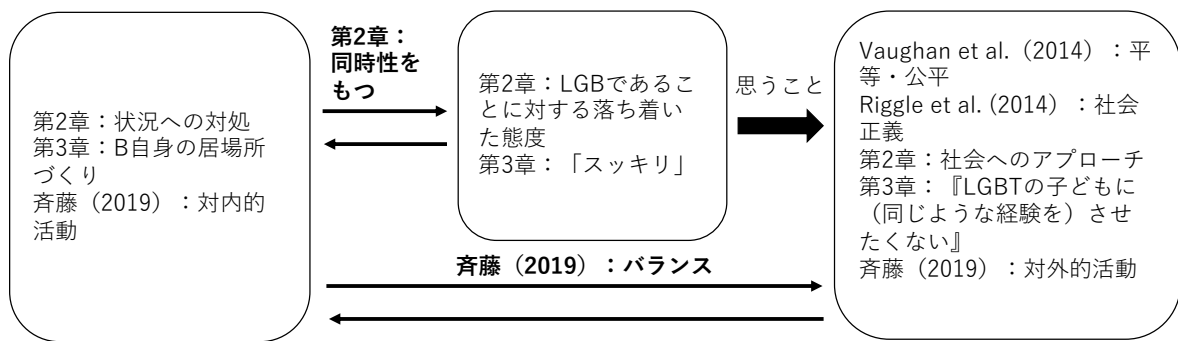 第2章：状況への対処
第3章：B自身の居場所
づくり
斉藤（2019）：対内的
活動
第2章：
同時性を
もつ
第2章：LGBであるこ
とに対する落ち着い
た態度
第3章：「スッキリ」
思うこと
Vaughan et al.（2014）：平
等・公平
Riggle et al. (2014) ：社会
正義
第2章：社会へのアプローチ
第3章：『LGBTの子どもに
（同じような経験を）させ
たくない』
斉藤（2019）：対外的活動
斉藤（2019）：バランス